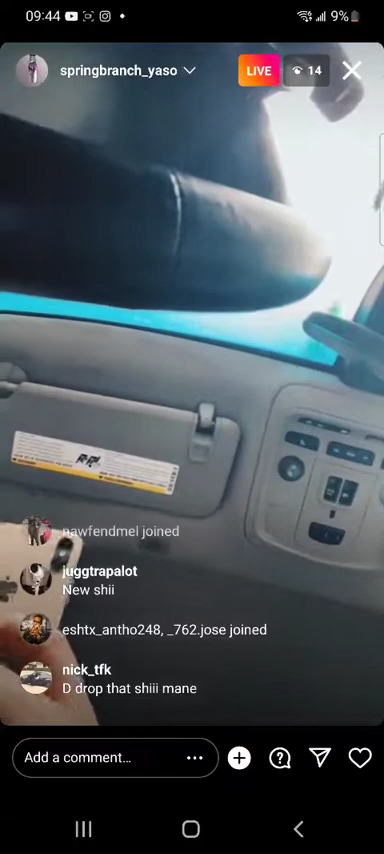 09:44
9%
springbranch_yaso
LIVE
14
nawfendmei joined
juggtrapalot
New shii
eshtx_antho248, _762.jose joined
nick_tfk
D drop that shiii mane
Add a comment…